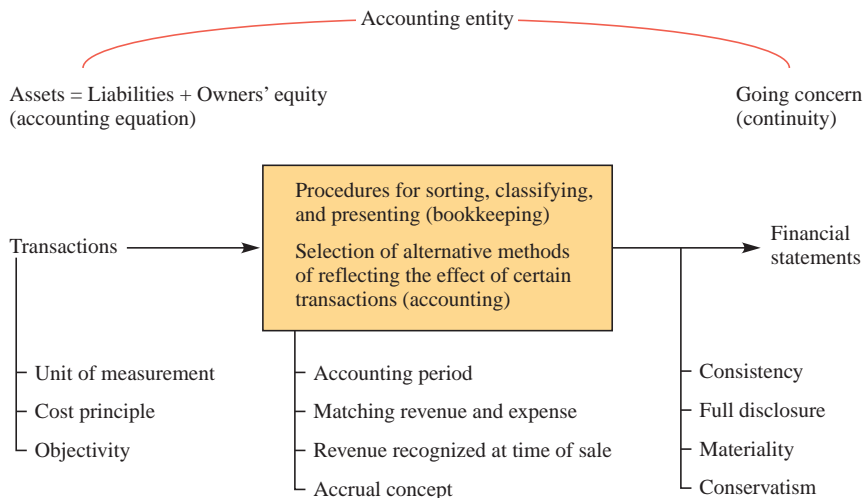 Accounting entity
Assets = Liabilities + Owners’ equity
(accounting equation)
Going concern
(continuity)
Transactions
Procedures for sorting, classifying,
and presenting (bookkeeping)
Selection of alternative methods
of reflecting the effect of certain
transactions (accounting)
Financial
statements
Unit of measurement
Cost principle
Objectivity
Accounting period
Matching revenue and expense
Revenue recognized at time of sale
Accrual concept
Consistency
Full disclosure
Materiality
Conservatism